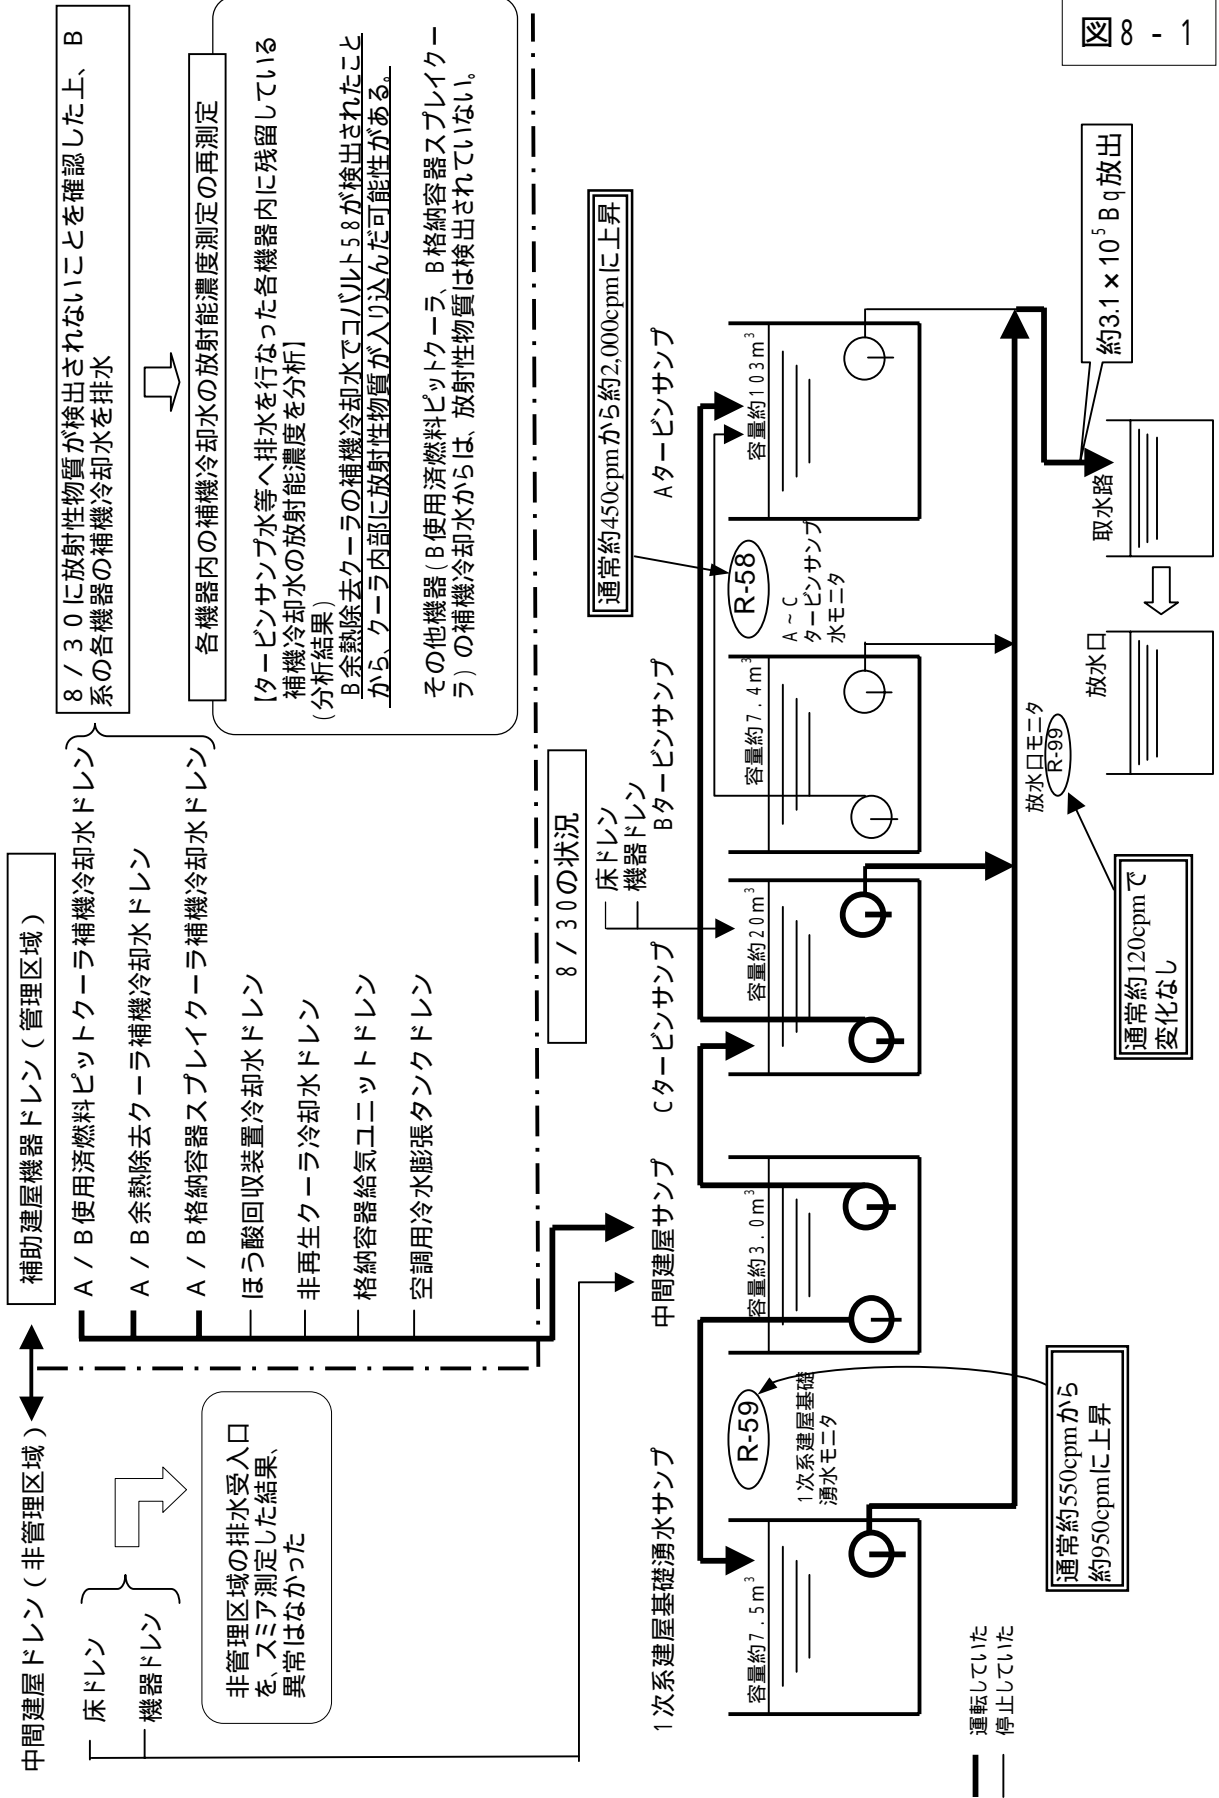 図8-1
中間建屋ドレン(非管理区域)
補助建屋機器ドレン(管理区域)
床ドレン
機器ドレン
非管理区域の排水受入口
を、スミア測定した結果、
異常はなかった
A/B使用済燃料ピットクーラ補機冷却水ドレン
A/B余熱除去クーラ補機冷却水ドレン
A/B格納容器スプレイクーラ補機冷却水ドレン
ほう酸回収装置冷却水ドレン
非再生クーラ冷却水ドレン
格納容器給気ユニットドレン
空調用冷水膨張タンクドレン
8/30に放射性物質が検出されないことを確認した上、B
系の各機器の補機冷却水を排水
各機器内の補機冷却水の放射能濃度測定の再測定
【タービンサンプ水等へ排水を行なった各機器内に残留している
補機冷却水の放射能濃度を分析】
(分析結果)
B余熱除去クーラの補機冷却水でコバルト58が検出されたこと
から、クーラ内部に放射性物質が入り込んだ可能性がある。
その他機器(B使用済燃料ピットクーラ、B格納容器スプレイクー
ラ)の補機冷却水からは、放射性物質は検出されていない。
8/30の状況
床ドレン
機器ドレン
1次系建屋基礎湧水サンプ
中間建屋サンプ
Cタービンサンプ
Bタービンサンプ
Aタービンサンプ
通常約450cpmから約2,000cpmに上昇
容量約7.5m³
容量約3.0m³
容量約20m³
容量約7.4m³
容量約103m³
R-59
1次系建屋基礎
湧水モニタ
R-58
A~C
タービンサンプ
水モニタ
通常約550cpmから
約950cpmに上昇
放水口モニタ
R-99
通常約120cpmで
変化なし
放水口
取水路
約3.1×10⁵Bq放出
運転していた
停止していた